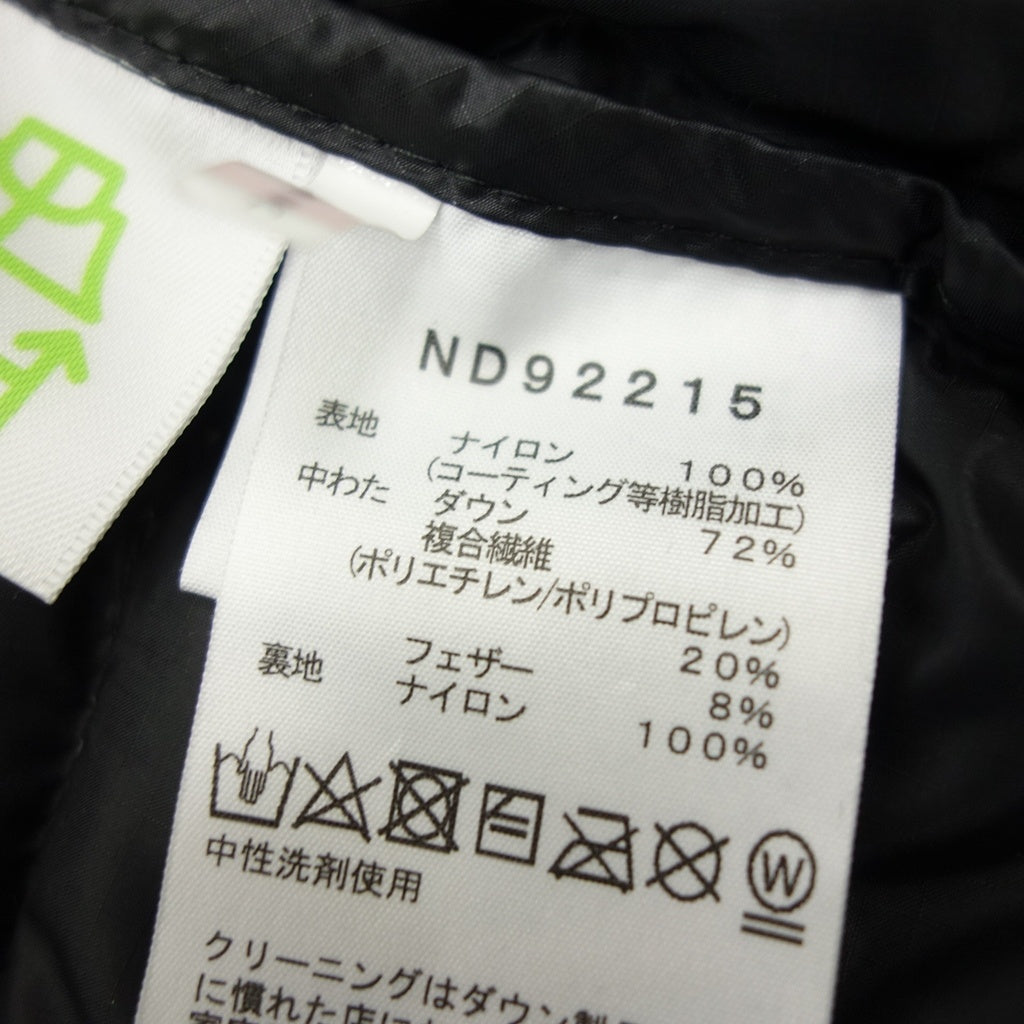 ND92215
表地 ナイロン 100%
(コーティング等樹脂加工)
中わた ダウン 72%
複合繊維
(ポリエチレン/ポリプロピレン)
20%
フェザー 8%
裏地 ナイロン 100%
W
中性洗剤使用
クリーニングはダウン製
に慣れた店に